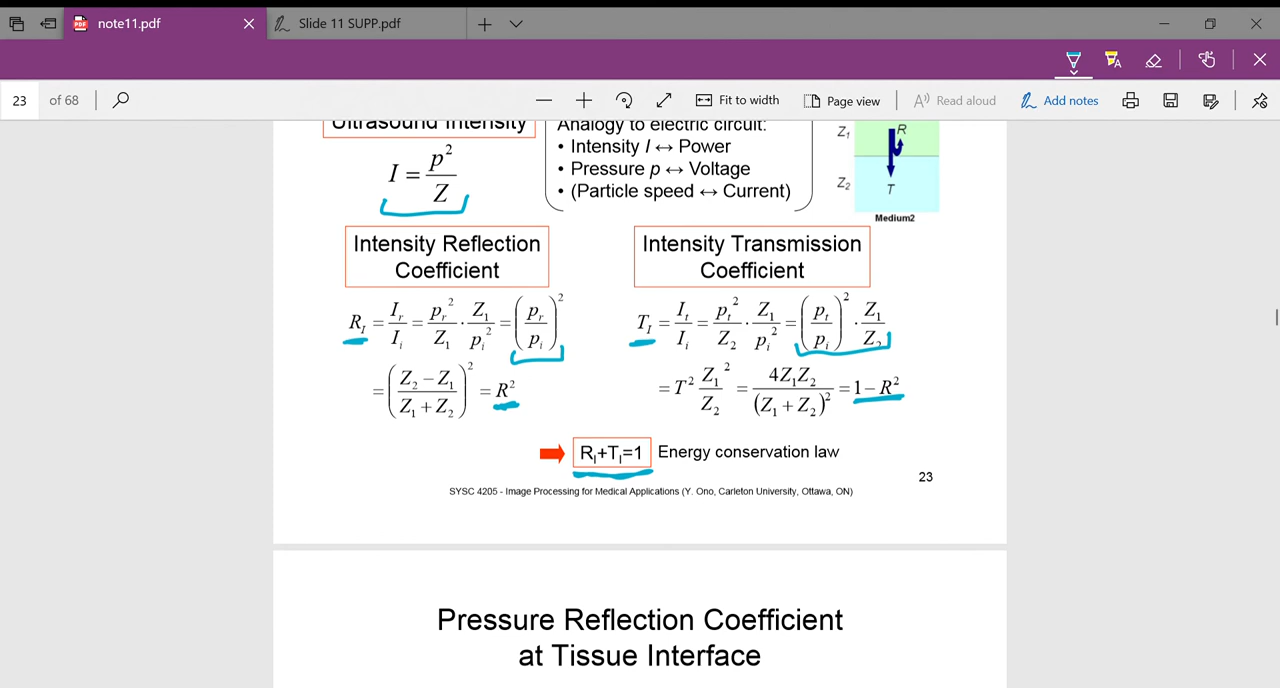 note11.pdf
Slide 11 SUPP.pdf
23 of 68
Fit to width
Page view
Read aloud
Add notes
Ultrasound Intensity
I = p² / Z
Analogy to electric circuit:
• Intensity I ↔ Power
• Pressure p ↔ Voltage
• (Particle speed ↔ Current)
Z₁ R
Z₂ T
Medium2
Intensity Reflection
Coefficient
R_I = I_r / I_i = p_r² / Z₁ · Z₁ / p_i² = (p_r / p_i)²
= ((Z₂ − Z₁) / (Z₁ + Z₂))² = R²
Intensity Transmission
Coefficient
T_I = I_t / I_i = p_t² / Z₂ · Z₁ / p_i² = (p_t / p_i)² · Z₁ / Z₂
= T² Z₁² / Z₂ = 4Z₁Z₂ / (Z₁ + Z₂)² = 1 − R²
R_I+T_I=1 Energy conservation law
23
SYSC 4205 - Image Processing for Medical Applications (Y. Ono, Carleton University, Ottawa, ON)
Pressure Reflection Coefficient
at Tissue Interface